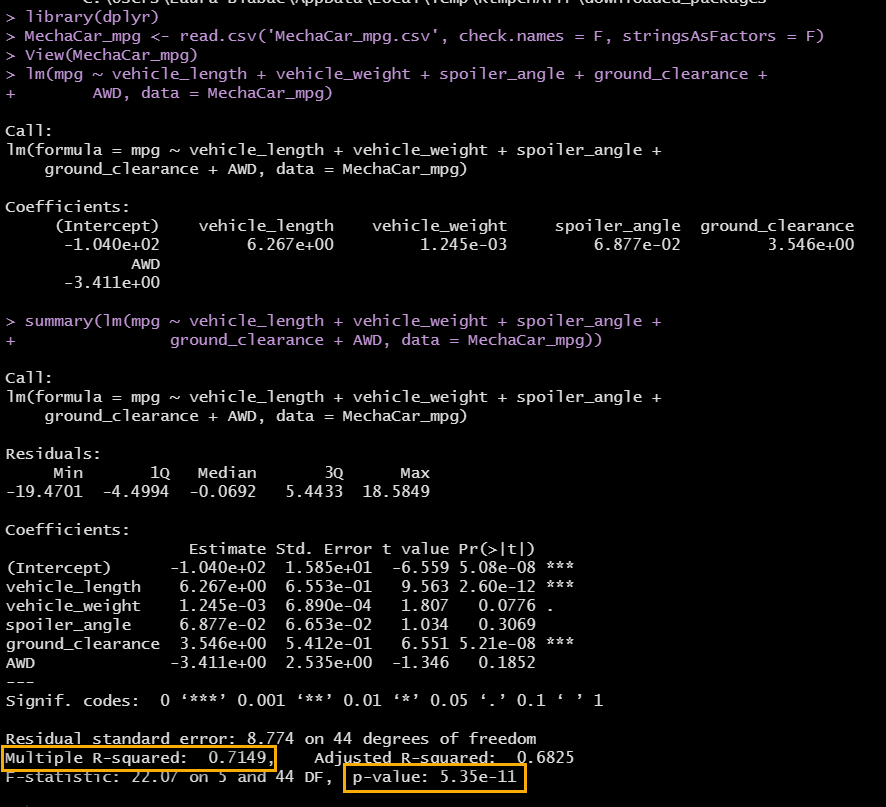 > library(dplyr)
> MechaCar_mpg <- read.csv('MechaCar_mpg.csv', check.names = F, stringsAsFactors = F)
> View(MechaCar_mpg)
> lm(mpg ~ vehicle_length + vehicle_weight + spoiler_angle + ground_clearance +
+         AWD, data = MechaCar_mpg)

Call:
lm(formula = mpg ~ vehicle_length + vehicle_weight + spoiler_angle +
    ground_clearance + AWD, data = MechaCar_mpg)

Coefficients:
     (Intercept)    vehicle_length    vehicle_weight     spoiler_angle  ground_clearance
      -1.040e+02         6.267e+00         1.245e-03         6.877e-02         3.546e+00
             AWD
      -3.411e+00

> summary(lm(mpg ~ vehicle_length + vehicle_weight + spoiler_angle +
+                 ground_clearance + AWD, data = MechaCar_mpg))

Call:
lm(formula = mpg ~ vehicle_length + vehicle_weight + spoiler_angle +
    ground_clearance + AWD, data = MechaCar_mpg)

Residuals:
     Min       1Q   Median       3Q      Max
-19.4701  -4.4994  -0.0692   5.4433  18.5849

Coefficients:
                   Estimate Std. Error t value Pr(>|t|)
(Intercept)      -1.040e+02  1.585e+01  -6.559 5.08e-08 ***
vehicle_length    6.267e+00  6.553e-01   9.563 2.60e-12 ***
vehicle_weight    1.245e-03  6.890e-04   1.807   0.0776 .
spoiler_angle     6.877e-02  6.653e-02   1.034   0.3069
ground_clearance  3.546e+00  5.412e-01   6.551 5.21e-08 ***
AWD              -3.411e+00  2.535e+00  -1.346   0.1852
---
Signif. codes:  0 ‘***’ 0.001 ‘**’ 0.01 ‘*’ 0.05 ‘.’ 0.1 ‘ ’ 1

Residual standard error: 8.774 on 44 degrees of freedom
Multiple R-squared:  0.7149,    Adjusted R-squared:  0.6825
F-statistic: 22.07 on 5 and 44 DF,  p-value: 5.35e-11